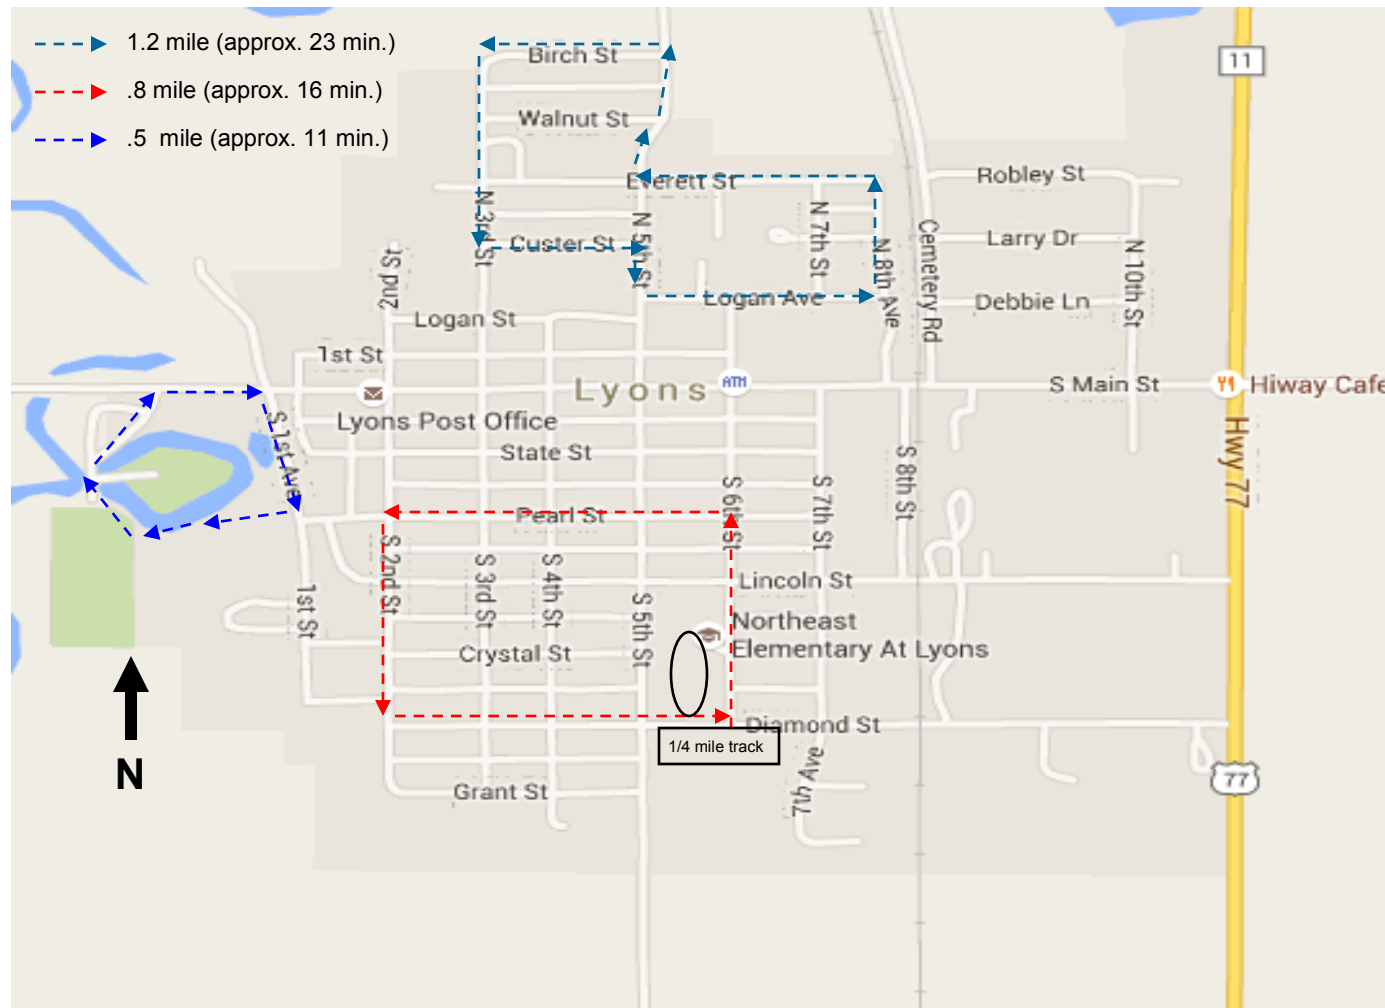 1.2 mile (approx. 23 min.)
.8 mile (approx. 16 min.)
.5 mile (approx. 11 min.)
Birch St
Walnut St
11
Everett St
Robley St
N 3rd St
N 5th St
N 7th St
N 8th Ave
Cemetery Rd
N 10th St
Custer St
Larry Dr
2nd St
Logan Ave
Debbie Ln
Logan St
1st St
Lyons
ATM
S Main St
Hiway Cafe
Lyons Post Office
S 1st Ave
State St
Hwy 77
S 6th St
S 7th St
S 8th St
Pearl St
S 2nd St
S 3rd St
S 4th St
S 5th St
Lincoln St
1st St
Northeast
Elementary At Lyons
Crystal St
Diamond St
1/4 mile track
N
7th Ave
77
Grant St